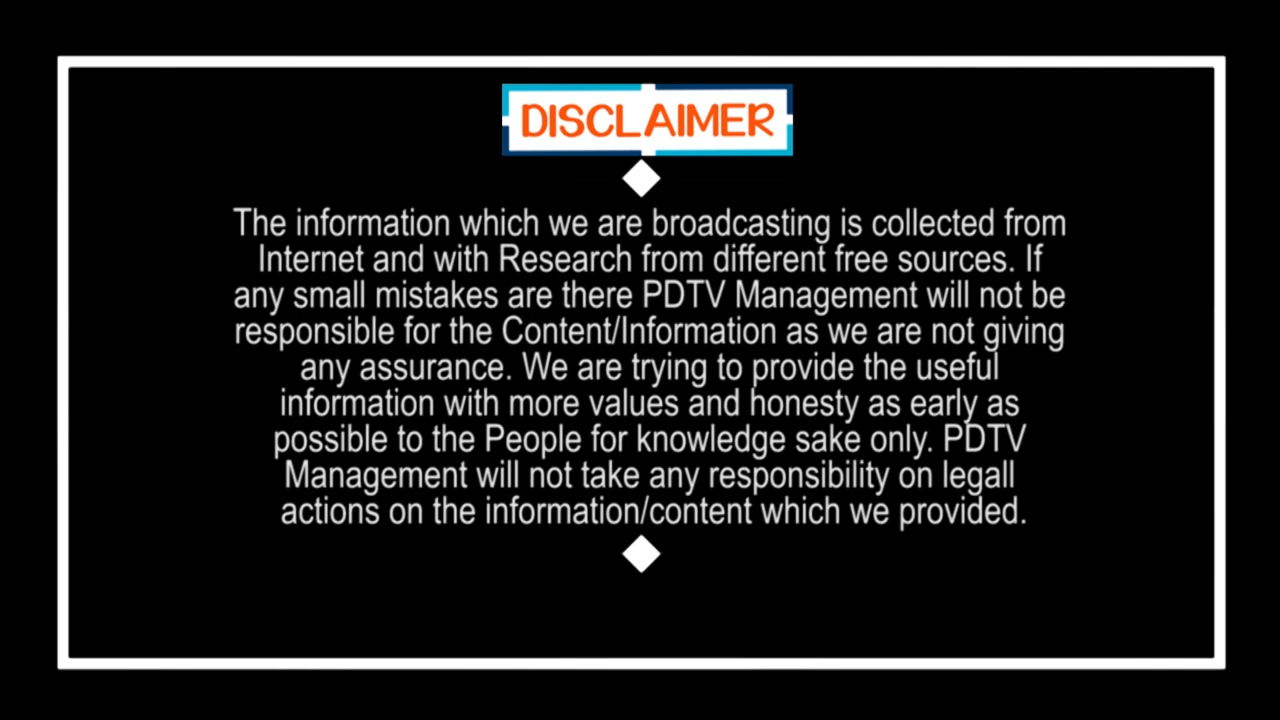 DISCLAIMER
The information which we are broadcasting is collected from
Internet and with Research from different free sources. If
any small mistakes are there PDTV Management will not be
responsible for the Content/Information as we are not giving
any assurance. We are trying to provide the useful
information with more values and honesty as early as
possible to the People for knowledge sake only. PDTV
Management will not take any responsibility on legall
actions on the information/content which we provided.